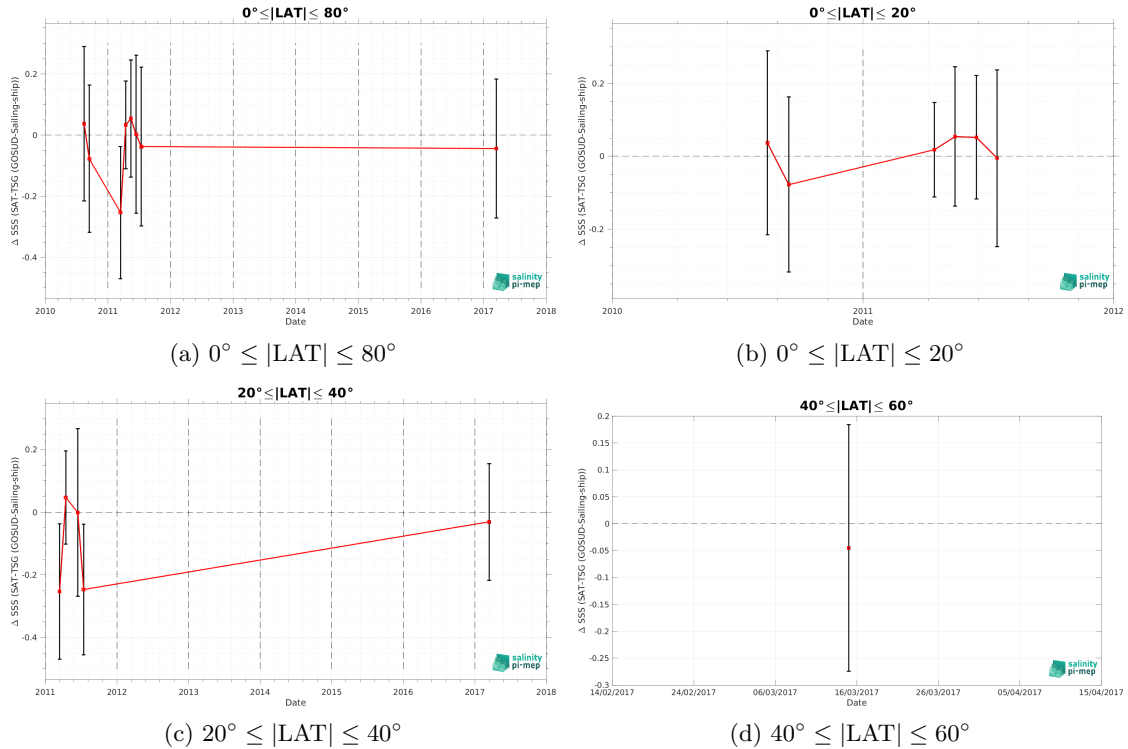 0°≤|LAT|≤ 80°
Δ SSS (SAT-TSG (GOSUD-Sailing-ship))
0.2
0
-0.2
-0.4
2010 2011 2012 2013 2014 2015 2016 2017 2018
Date
salinity
pi-mep
(a) 0° ≤ |LAT| ≤ 80°
0°≤|LAT|≤ 20°
Δ SSS (SAT-TSG (GOSUD-Sailing-ship))
0.2
0
-0.2
2010 2011 2012
Date
salinity
pi-mep
(b) 0° ≤ |LAT| ≤ 20°
20°≤|LAT|≤ 40°
Δ SSS (SAT-TSG (GOSUD-Sailing-ship))
0.2
0
-0.2
-0.4
2011 2012 2013 2014 2015 2016 2017 2018
Date
salinity
pi-mep
(c) 20° ≤ |LAT| ≤ 40°
40°≤|LAT|≤ 60°
Δ SSS (SAT-TSG (GOSUD-Sailing-ship))
0.2
0.15
0.1
0.05
0
-0.05
-0.1
-0.15
-0.2
-0.25
-0.3
14/02/2017 24/02/2017 06/03/2017 16/03/2017 26/03/2017 05/04/2017 15/04/2017
Date
salinity
pi-mep
(d) 40° ≤ |LAT| ≤ 60°